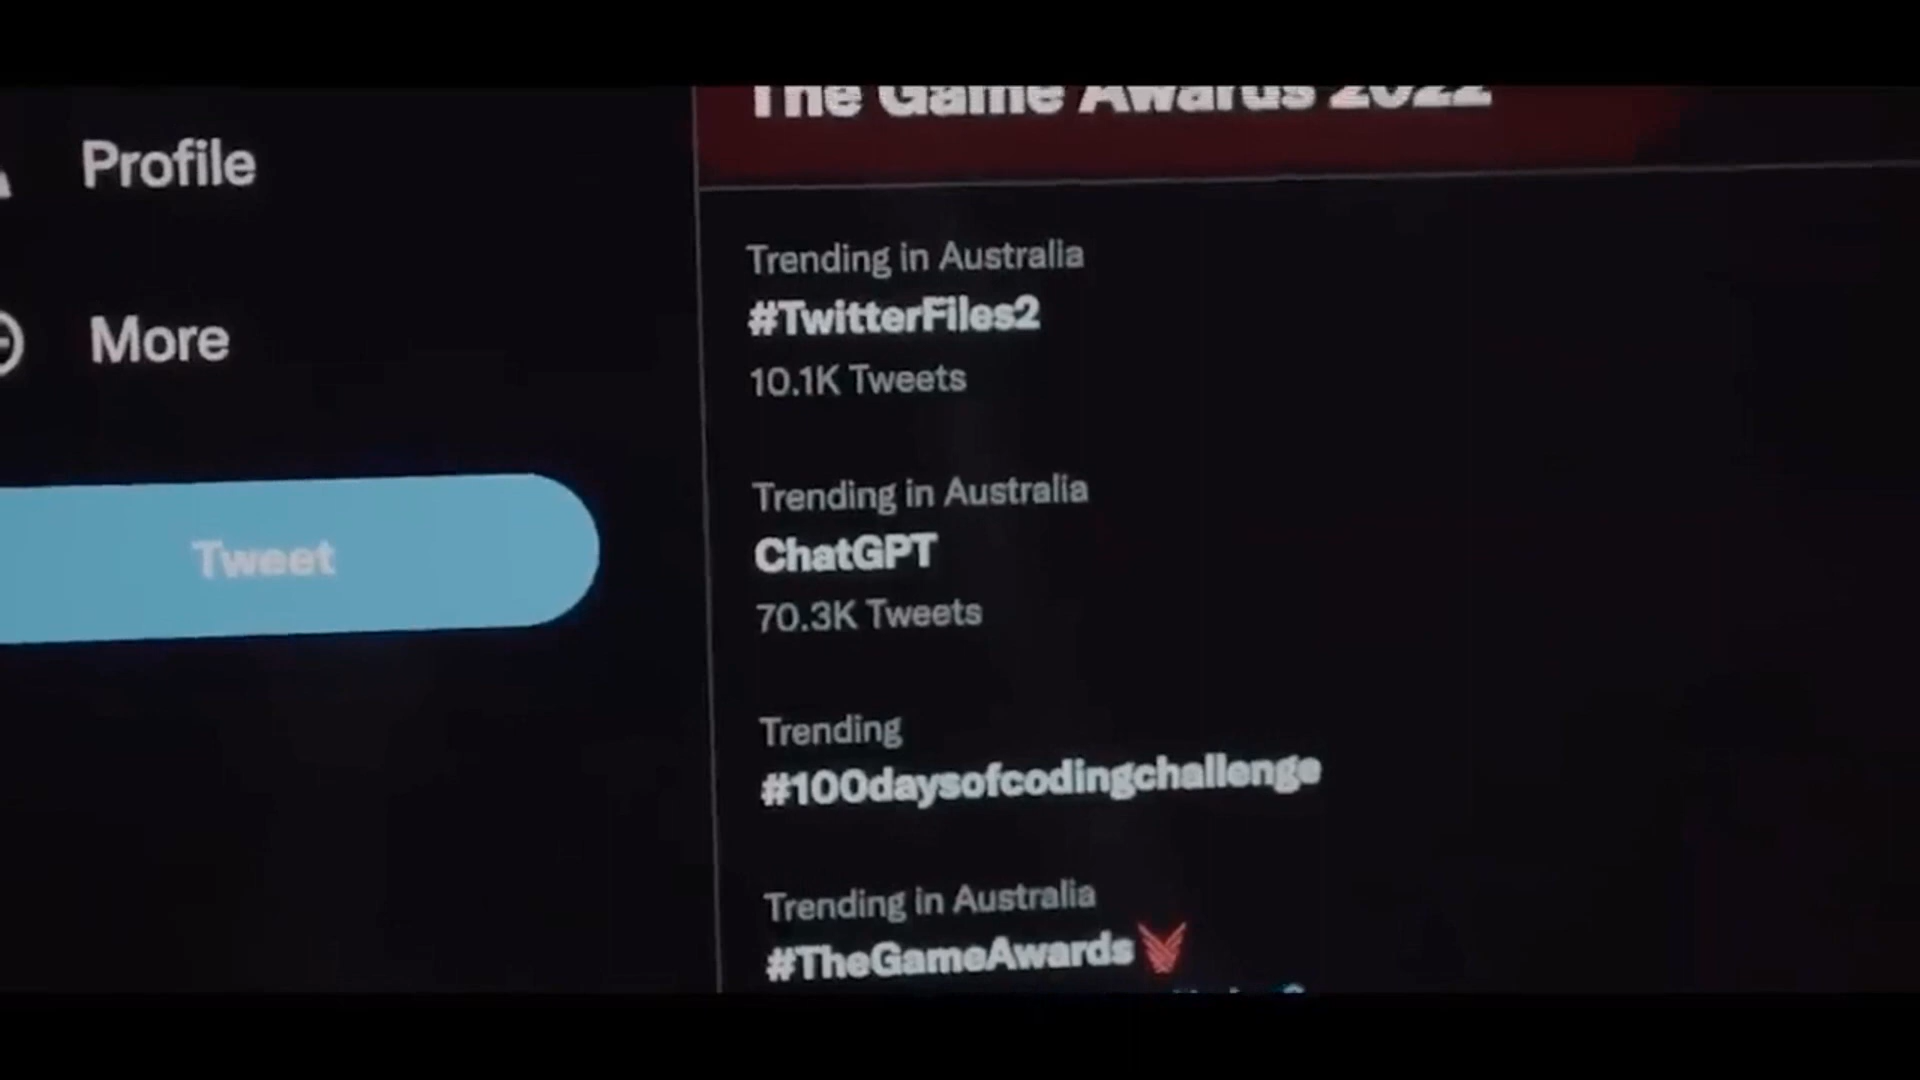 Profile
More
Tweet
The Game Awards 2022
Trending in Australia
#TwitterFiles2
10.1K Tweets
Trending in Australia
ChatGPT
70.3K Tweets
Trending
#100daysofcodingchallenge
Trending in Australia
#TheGameAwards